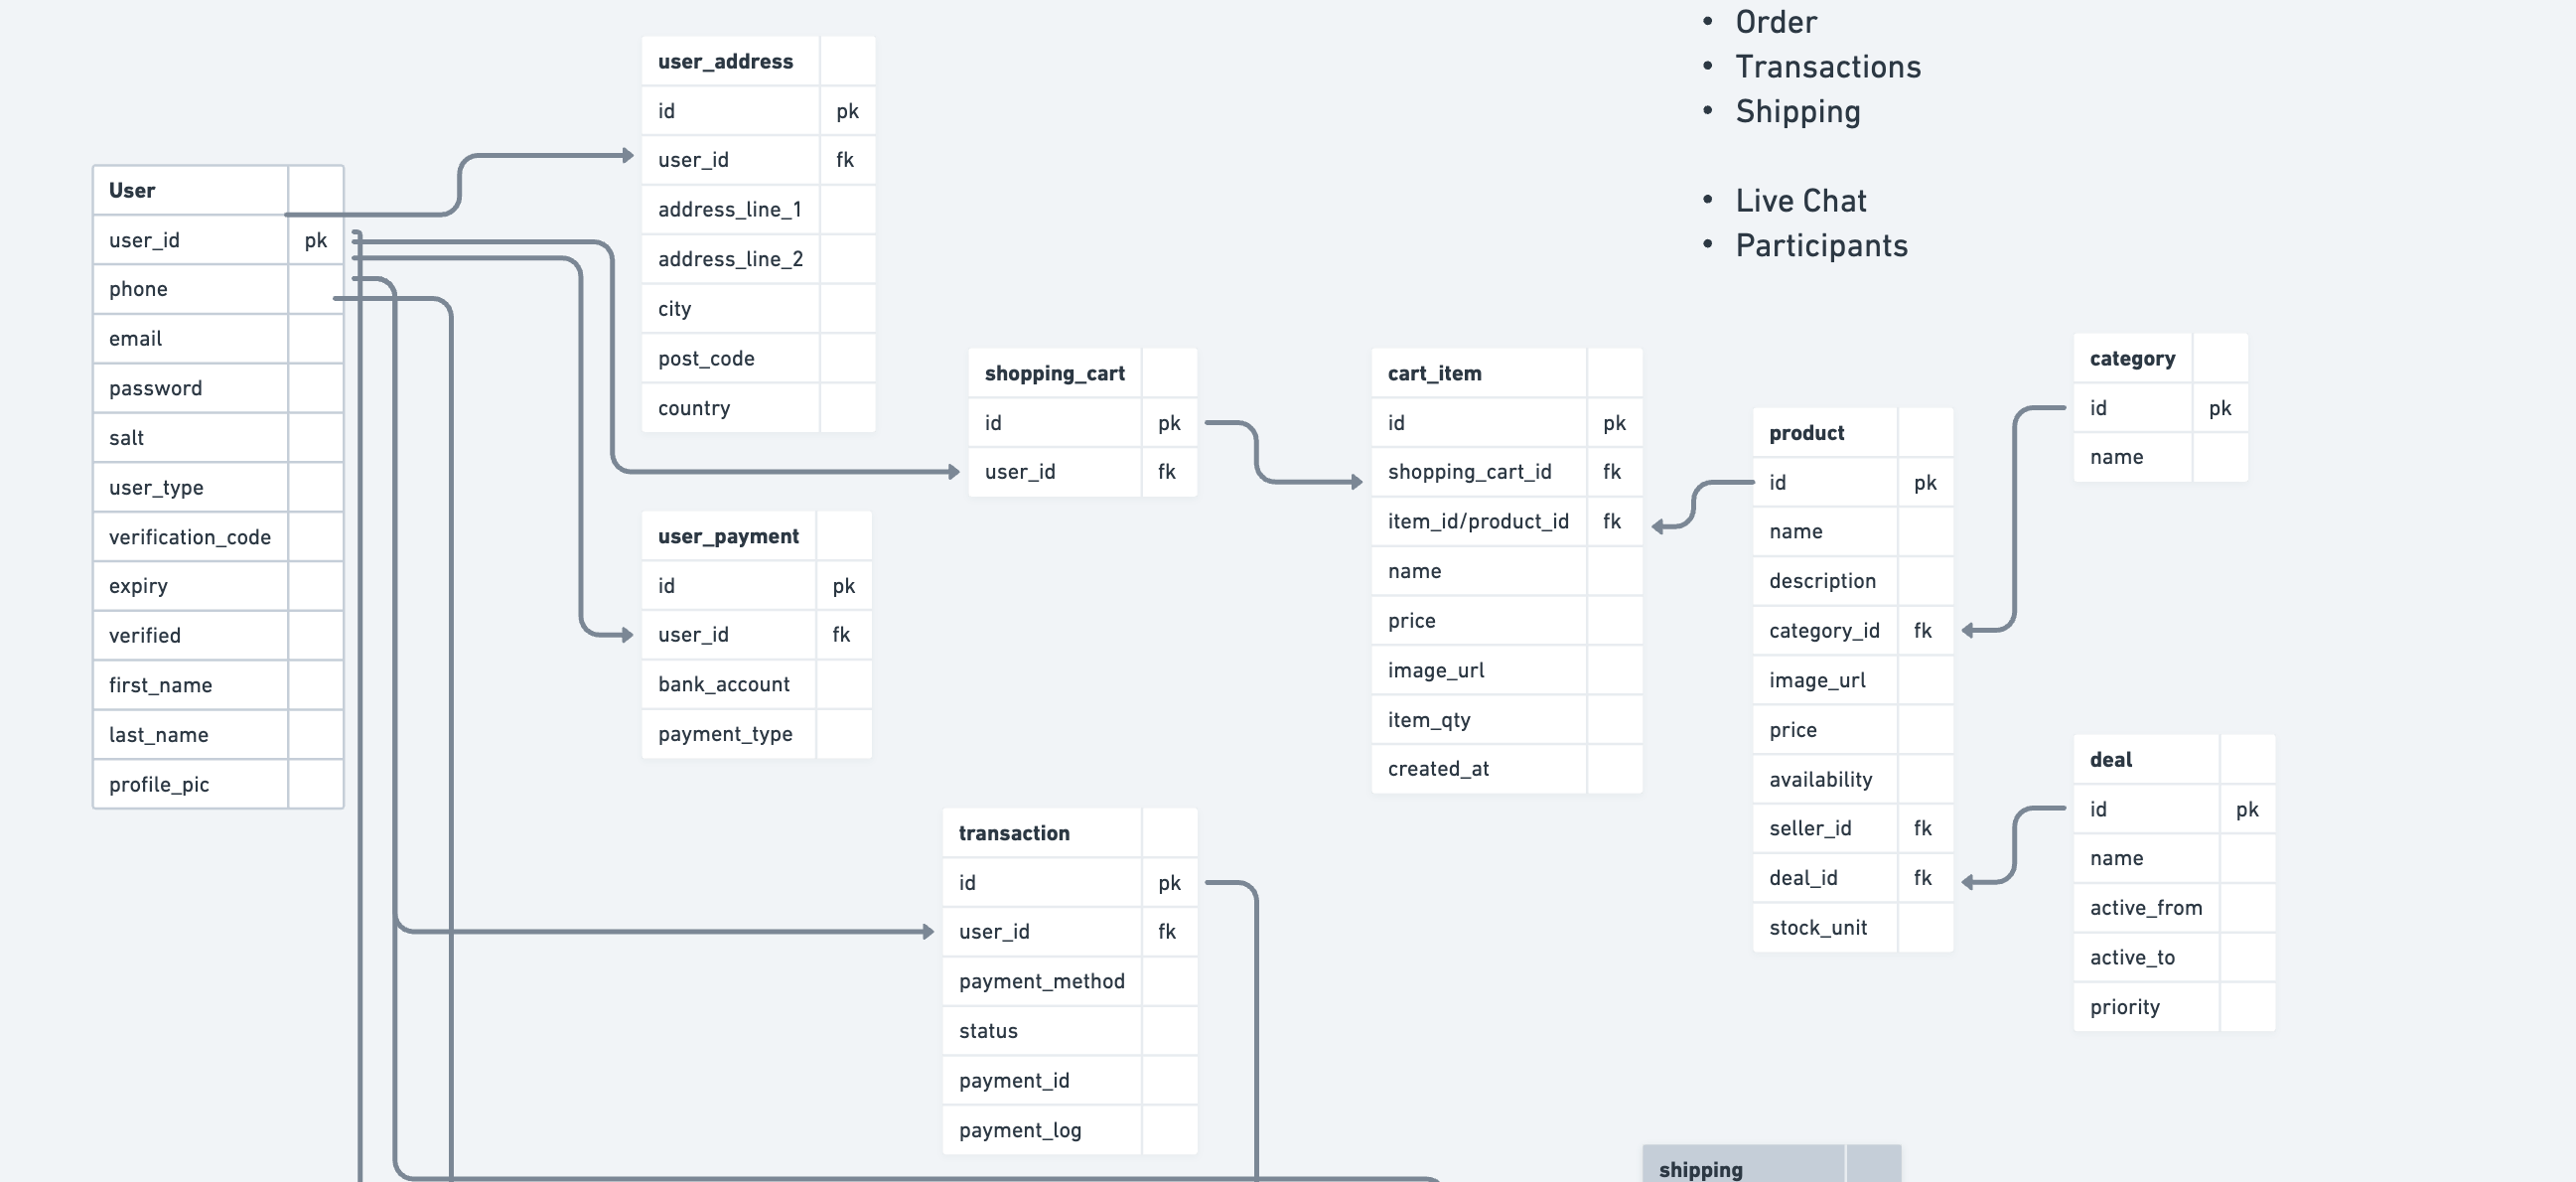 • Order
• Transactions
• Shipping
• Live Chat
• Participants
User
user_id pk
phone
email
password
salt
user_type
verification_code
expiry
verified
first_name
last_name
profile_pic
user_address
id pk
user_id fk
address_line_1
address_line_2
city
post_code
country
user_payment
id pk
user_id fk
bank_account
payment_type
shopping_cart
id pk
user_id fk
transaction
id pk
user_id fk
payment_method
status
payment_id
payment_log
cart_item
id pk
shopping_cart_id fk
item_id/product_id fk
name
price
image_url
item_qty
created_at
product
id pk
name
description
category_id fk
image_url
price
availability
seller_id fk
deal_id fk
stock_unit
category
id pk
name
deal
id pk
name
active_from
active_to
priority
shipping